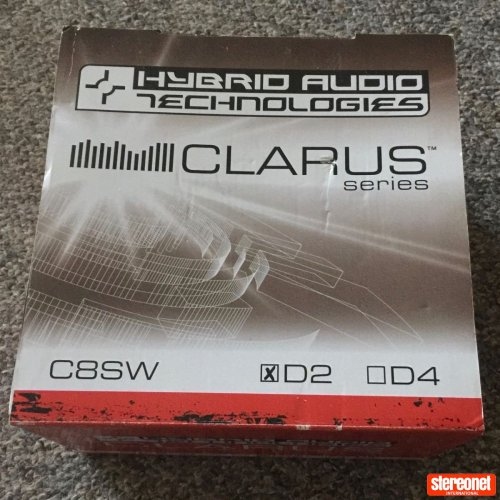 HYBRID AUDIO
TECHNOLOGIES
CLARUS™
series
C8SW ☒D2 ☐D4
stereonet
INTERNATIONAL